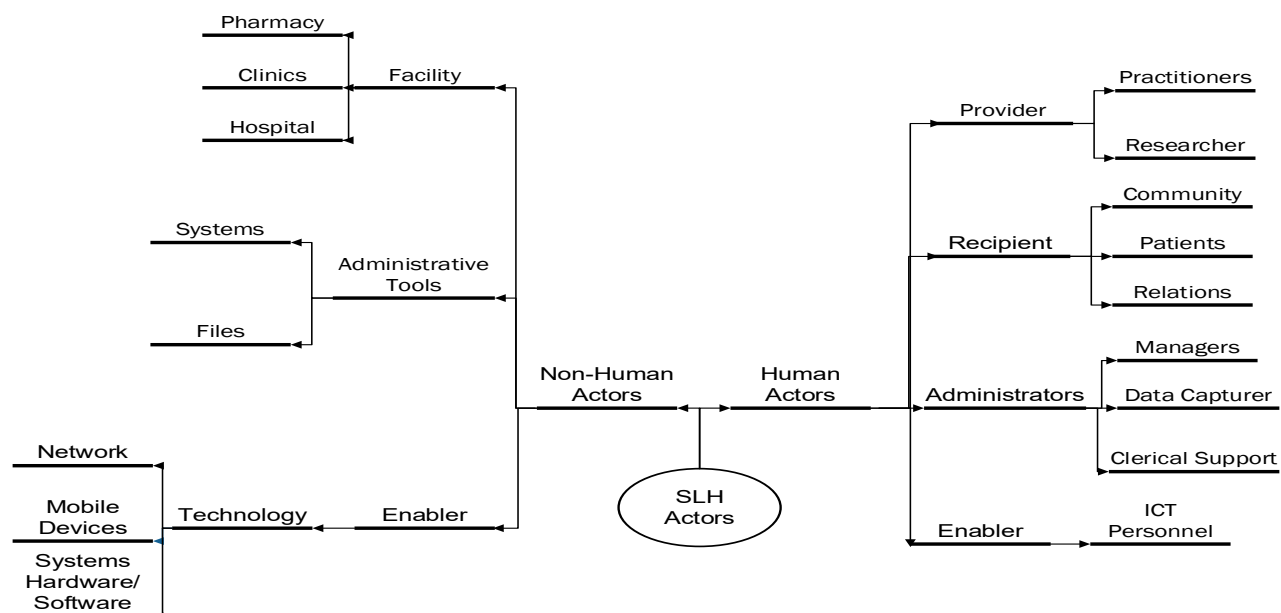 Pharmacy
Clinics
Facility
Hospital
Systems
Administrative
Tools
Files
Non-Human
Actors
Network
Mobile
Devices
Technology
Enabler
Systems
Hardware/
Software
SLH
Actors
Human
Actors
Provider
Practitioners
Researcher
Recipient
Community
Patients
Relations
Administrators
Managers
Data Capturer
Clerical Support
Enabler
ICT
Personnel